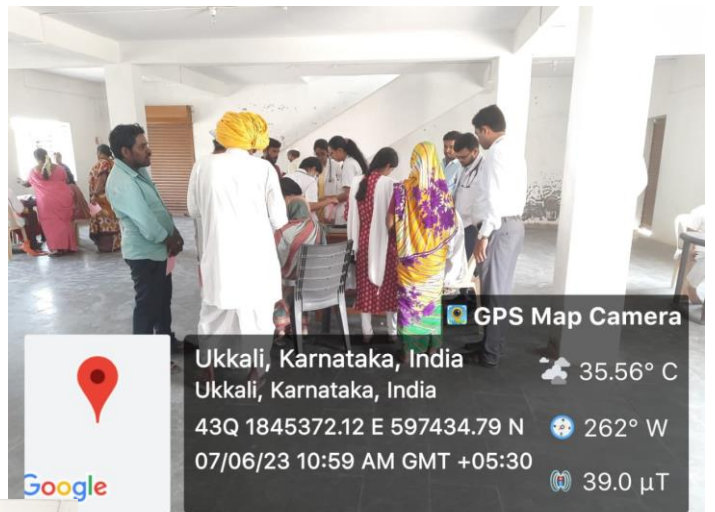 GPS Map Camera
Ukkali, Karnataka, India
Ukkali, Karnataka, India
43Q 1845372.12 E 597434.79 N
07/06/23 10:59 AM GMT +05:30
35.56° C
262° W
39.0 μT
Google